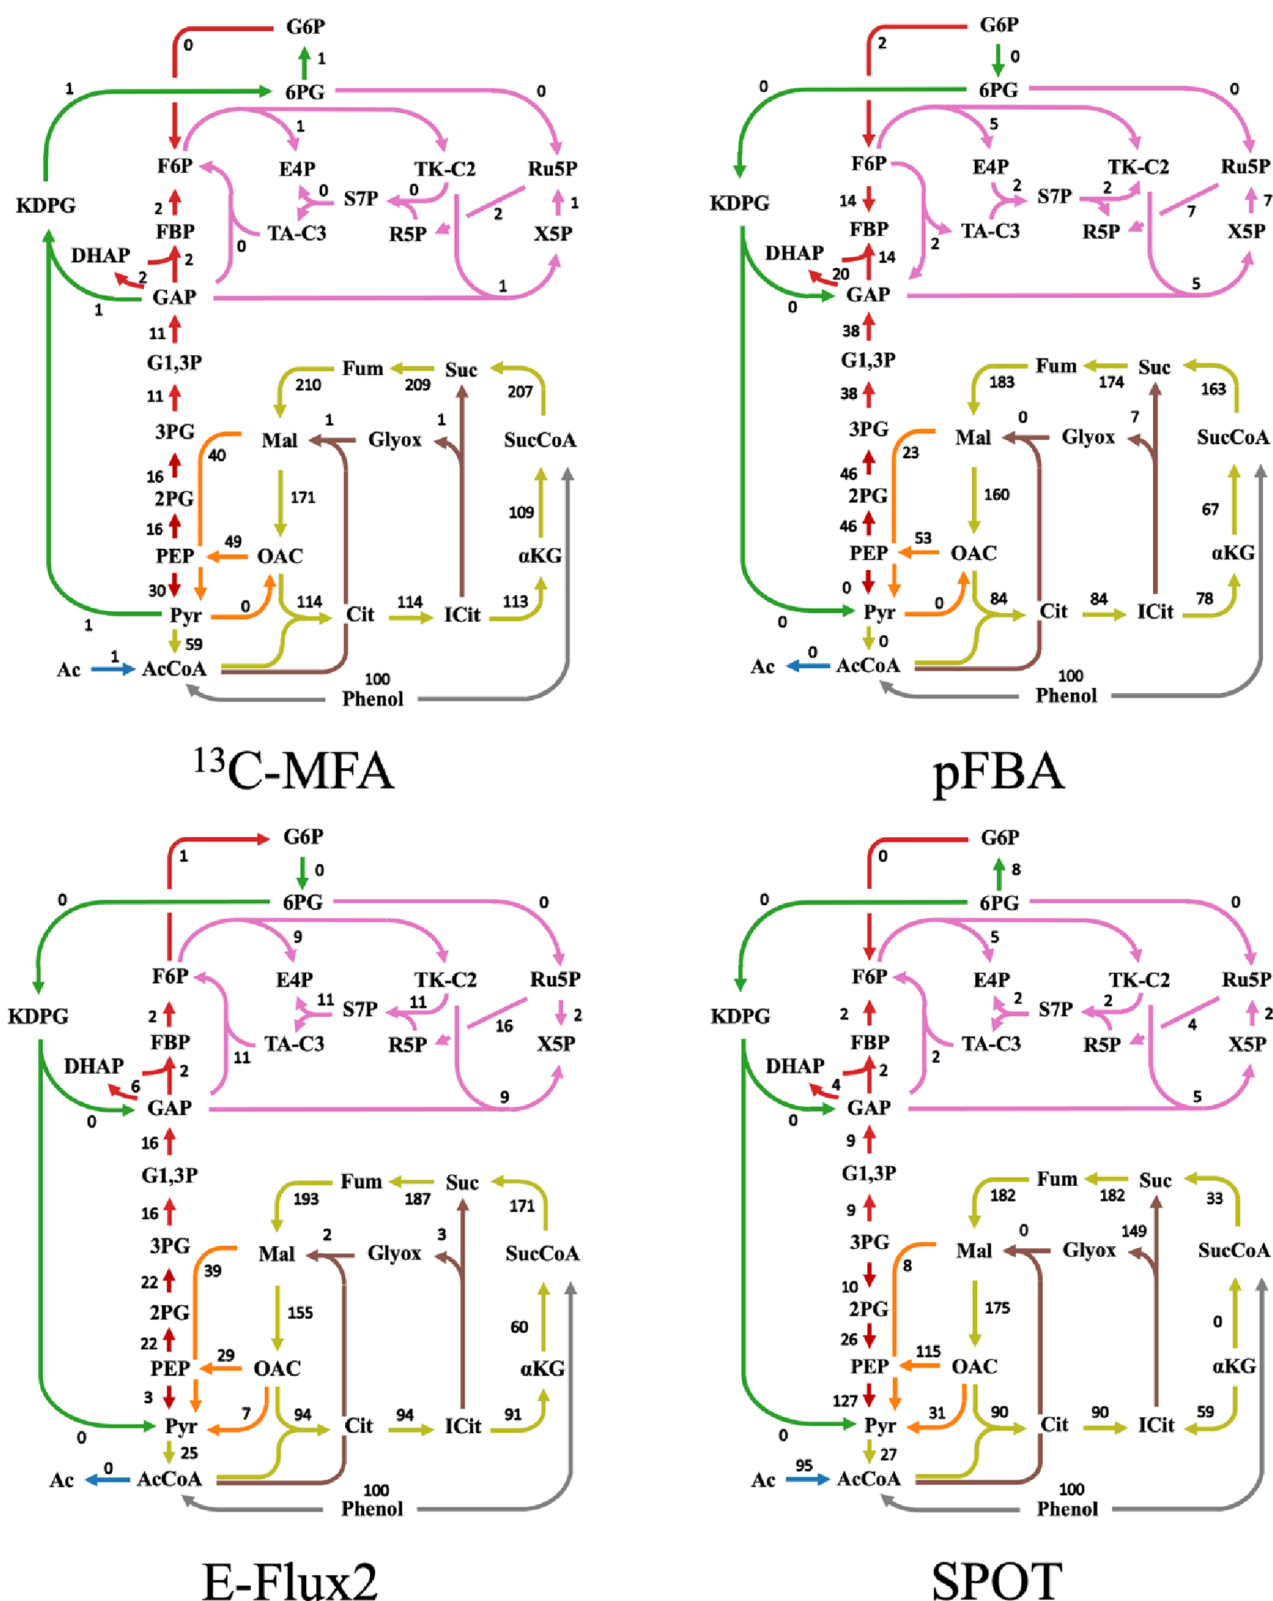 G6P
0
1
1
6PG
0
1
F6P
E4P
TK-C2
Ru5P
0
S7P
0
KDPG
2
2
1
FBP
TA-C3
R5P
X5P
DHAP
2
0
2
GAP
1
1
11
G1,3P
Fum
Suc
210
209
207
11
3PG
Mal
1
Glyox
1
SucCoA
40
16
2PG
171
109
16
49
PEP
OAC
αKG
30
Pyr
0
114
Cit
114
ICit
113
1
59
Ac
1
AcCoA
100
Phenol
13C-MFA
G6P
2
0
0
6PG
0
5
F6P
E4P
TK-C2
Ru5P
2
S7P
2
KDPG
14
7
7
FBP
TA-C3
R5P
X5P
DHAP
14
2
20
GAP
0
5
38
G1,3P
Fum
Suc
183
174
163
38
3PG
Mal
0
Glyox
7
SucCoA
23
46
2PG
160
67
46
53
PEP
OAC
αKG
0
Pyr
0
84
Cit
84
ICit
78
0
0
Ac
0
AcCoA
100
Phenol
pFBA
G6P
1
0
0
6PG
0
9
F6P
E4P
TK-C2
Ru5P
11
S7P
11
KDPG
2
16
2
FBP
TA-C3
R5P
X5P
DHAP
2
11
6
GAP
0
9
16
G1,3P
Fum
Suc
193
187
171
16
3PG
Mal
2
Glyox
3
SucCoA
39
22
2PG
155
60
22
29
PEP
OAC
αKG
3
Pyr
7
94
Cit
94
ICit
91
0
25
Ac
0
AcCoA
100
Phenol
E-Flux2
G6P
0
8
0
6PG
0
5
F6P
E4P
TK-C2
Ru5P
2
S7P
2
KDPG
2
4
2
FBP
TA-C3
R5P
X5P
DHAP
2
2
4
GAP
0
5
9
G1,3P
Fum
Suc
182
182
33
9
3PG
Mal
0
Glyox
149
SucCoA
8
10
2PG
175
0
26
115
PEP
OAC
αKG
127
Pyr
31
90
Cit
90
ICit
59
0
27
Ac
95
AcCoA
100
Phenol
SPOT